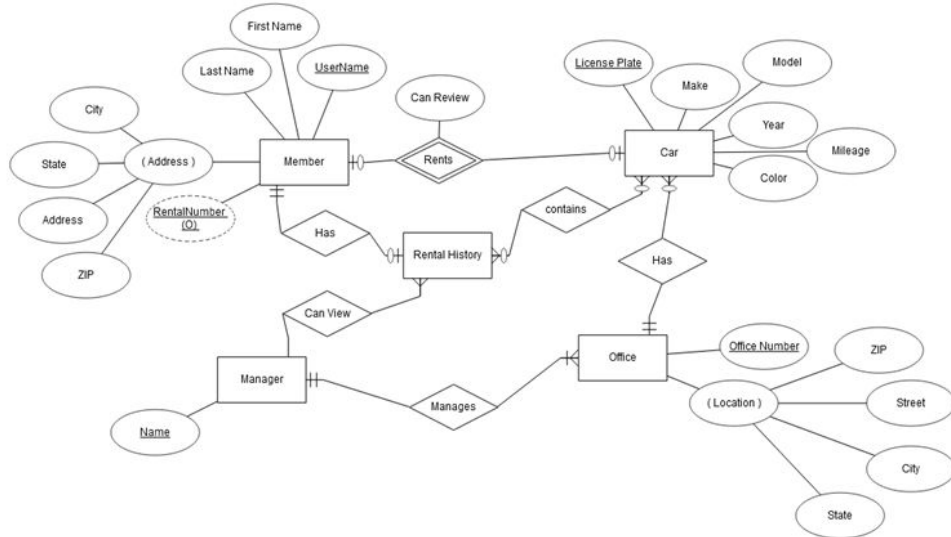 First Name
Last Name
UserName
License Plate
Model
Make
Can Review
City
Year
State
( Address )
Member
Rents
Car
Mileage
Color
Address
RentalNumber
(O)
contains
Has
Rental History
Has
ZIP
Can View
Office Number
ZIP
Office
Manager
Manages
( Location )
Street
Name
City
State